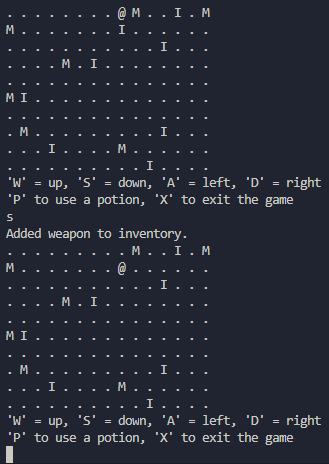 . . . . . . . . @ M . . I . M
M . . . . . . . I . . . . . .
. . . . . . . . . . . I . . .
. . . . M . I . . . . . . . .
. . . . . . . . . . . . . . .
M I . . . . . . . . . . . . .
. . . . . . . . . . . . . . .
. M . . . . . . . . . I . . .
. . . I . . . . M . . . . . .
. . . . . . . . . . I . . . .
'W' = up, 'S' = down, 'A' = left, 'D' = right
'P' to use a potion, 'X' to exit the game
s
Added weapon to inventory.
. . . . . . . . . M . . I . M
M . . . . . . . @ . . . . . .
. . . . . . . . . . . I . . .
. . . . M . I . . . . . . . .
. . . . . . . . . . . . . . .
M I . . . . . . . . . . . . .
. . . . . . . . . . . . . . .
. M . . . . . . . . . I . . .
. . . I . . . . M . . . . . .
. . . . . . . . . . I . . . .
'W' = up, 'S' = down, 'A' = left, 'D' = right
'P' to use a potion, 'X' to exit the game